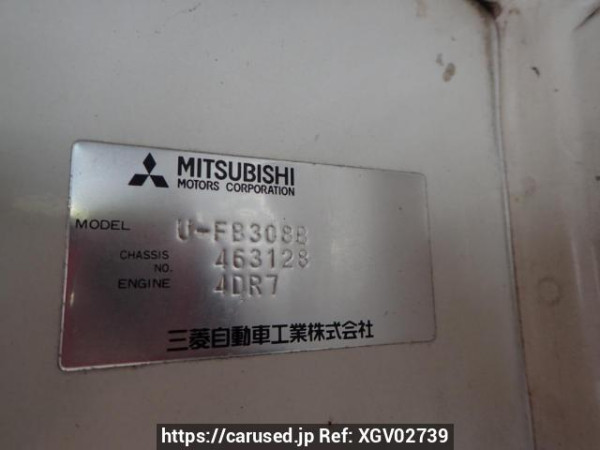 MITSUBISHI
MOTORS CORPORATION
MODEL U-FB308B
CHASSIS NO. 463128
ENGINE 4DR7
三菱自動車工業株式会社
https://carused.jp Ref: XGV02739